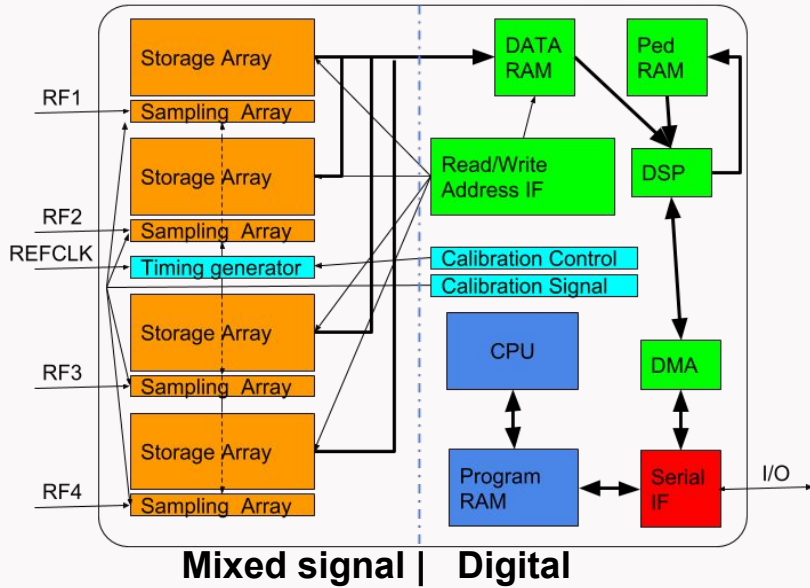 Storage Array
DATA
RAM
Ped
RAM
RF1
Sampling Array
Storage Array
Read/Write
Address IF
DSP
RF2
Sampling Array
REFCLK
Timing generator
Calibration Control
Calibration Signal
Storage Array
CPU
DMA
RF3
Sampling Array
Storage Array
Program
RAM
Serial
IF
I/O
RF4
Sampling Array
Mixed signal | Digital